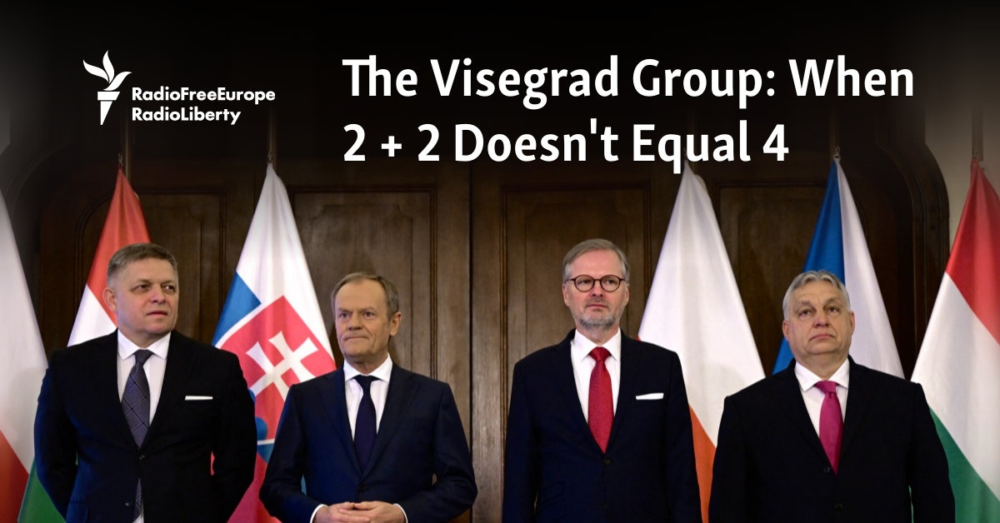 RadioFreeEurope
RadioLiberty
The Visegrad Group: When
2 + 2 Doesn't Equal 4